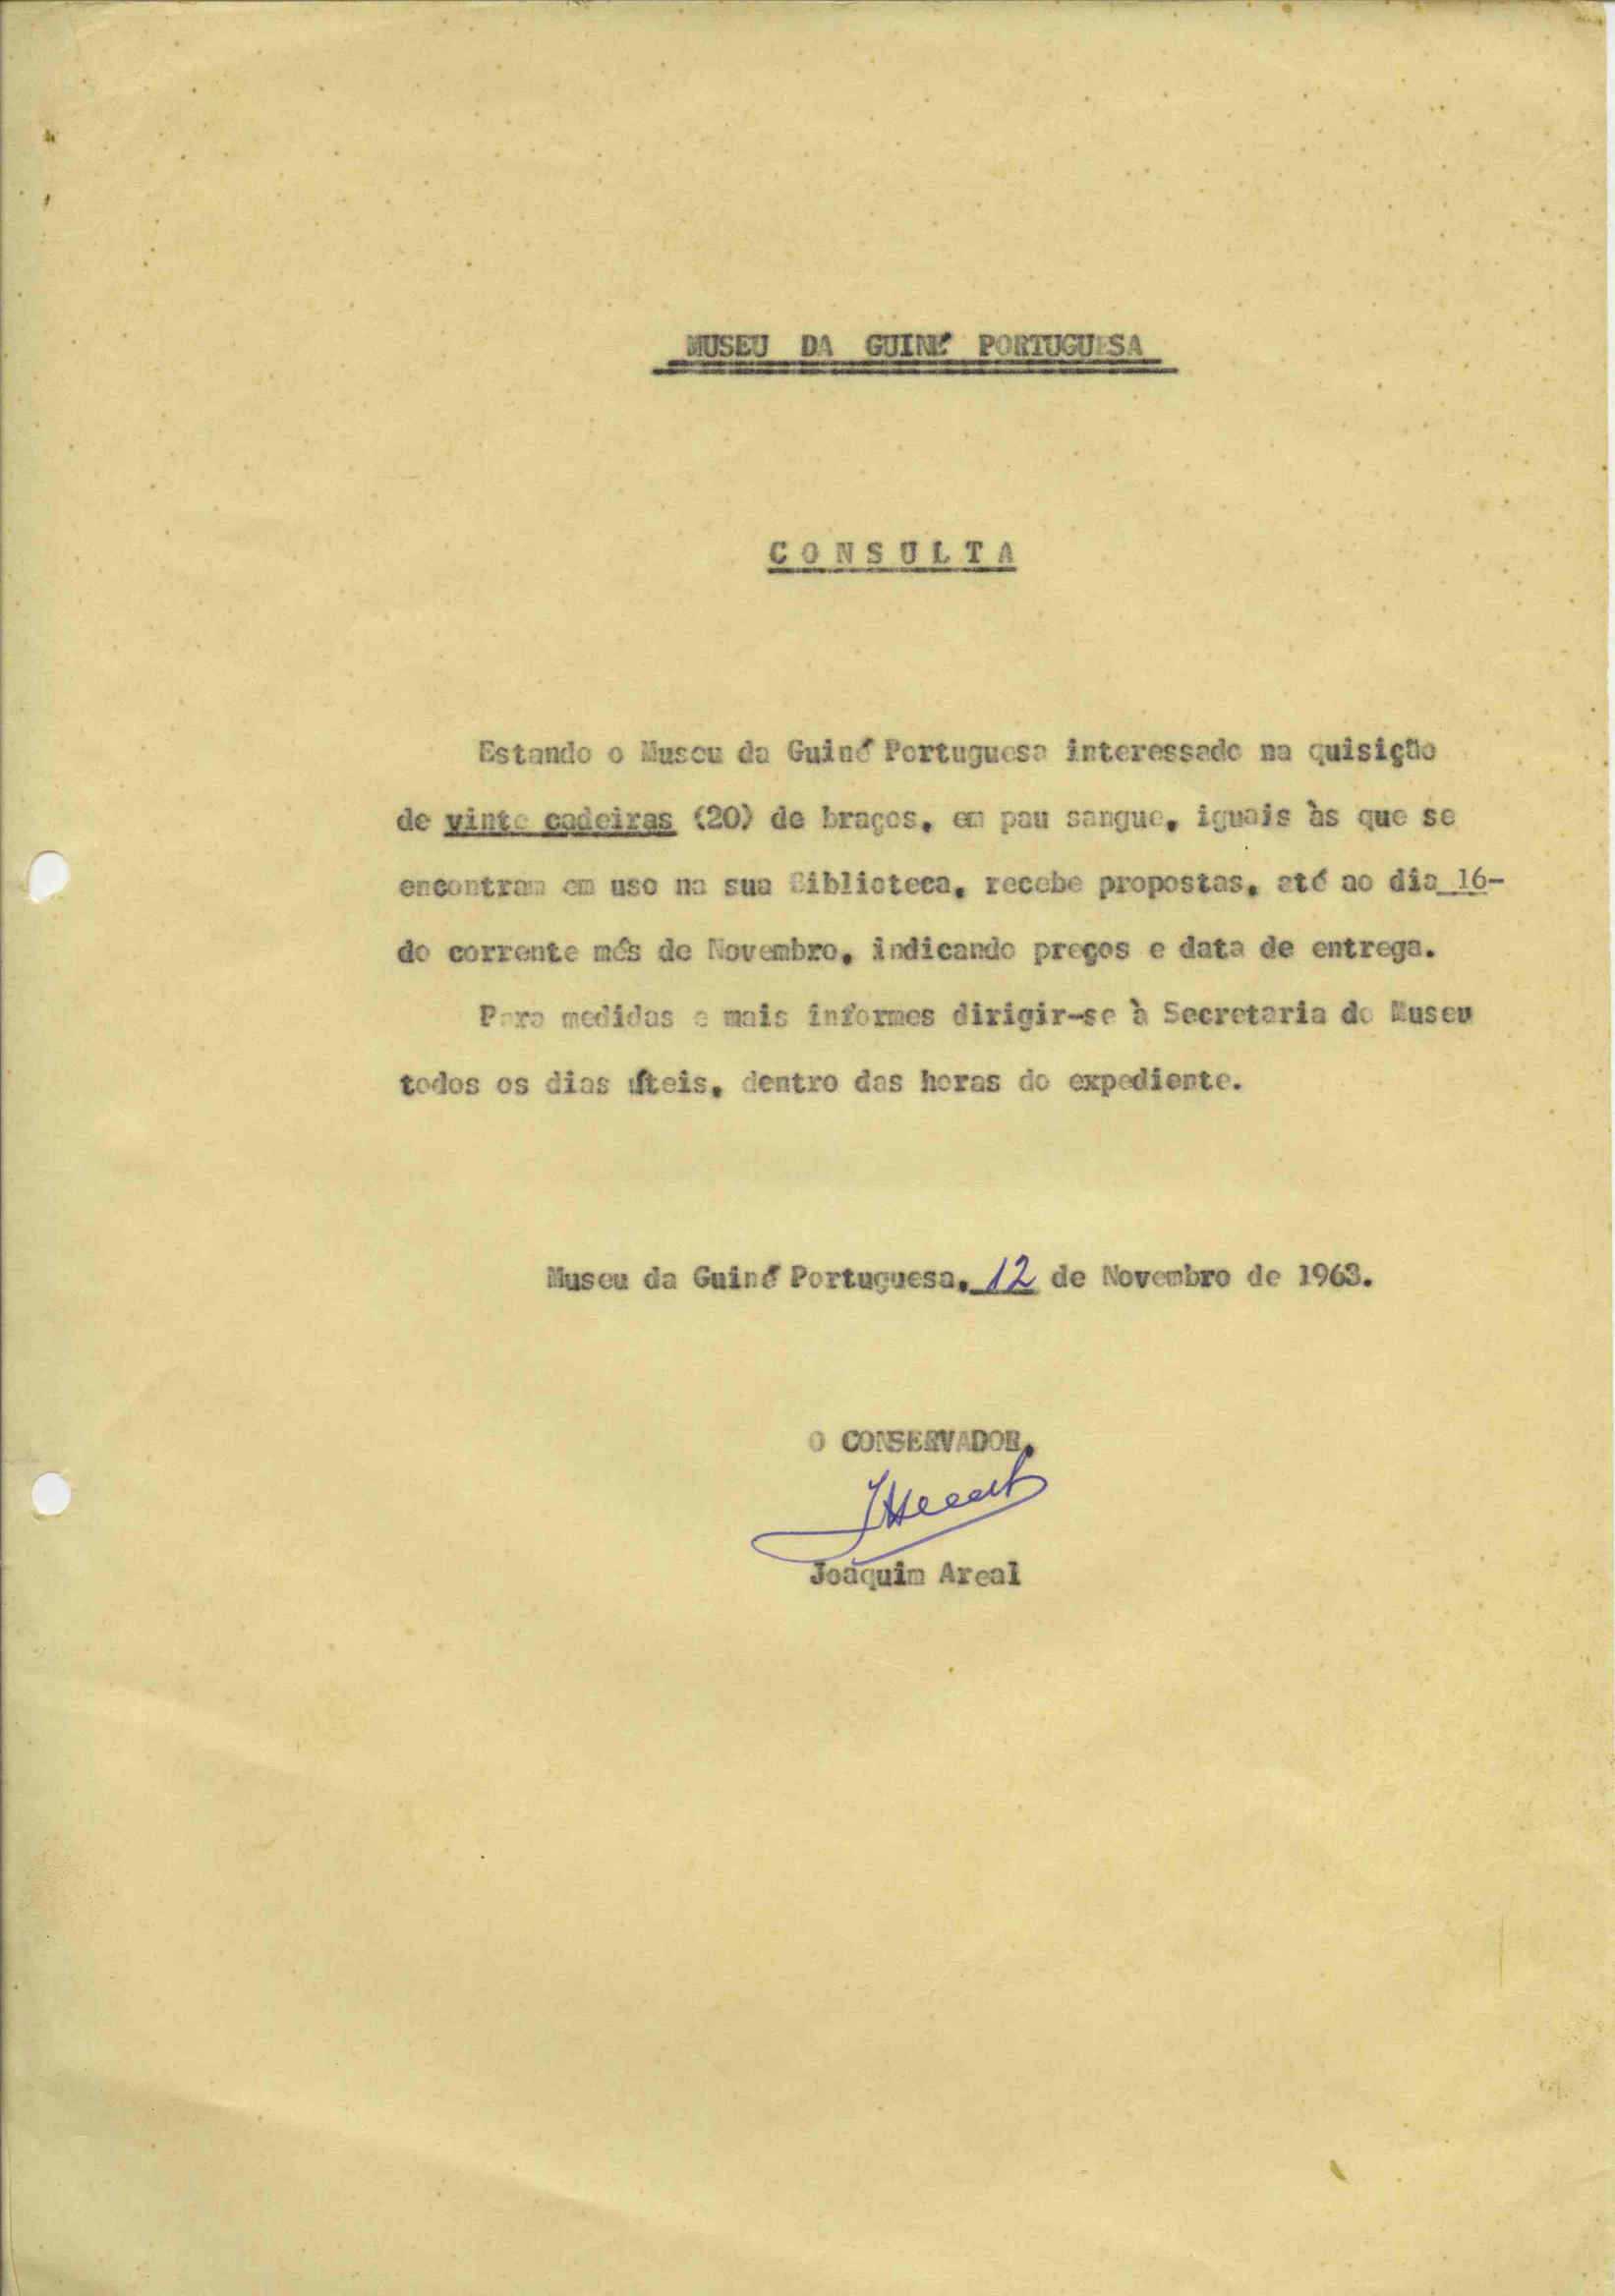 MUSEU DA GUINÉ PORTUGUESA
CONSULTA
Estando o Museu da Guiné Portuguesa interessado na quisição
de vinte cadeiras (20) de braços, em pau sangue, iguais às que se
encontram em uso na sua Biblioteca, recebe propostas, até ao dia 16-
do corrente mês de Novembro, indicando preços e data de entrega.
Para medidas e mais informes dirigir-se à Secretaria do Museu
todos os dias úteis, dentro das horas do expediente.
Museu da Guiné Portuguesa, 12 de Novembro de 1963.
O CONSERVADOR,
Joaquim Areal